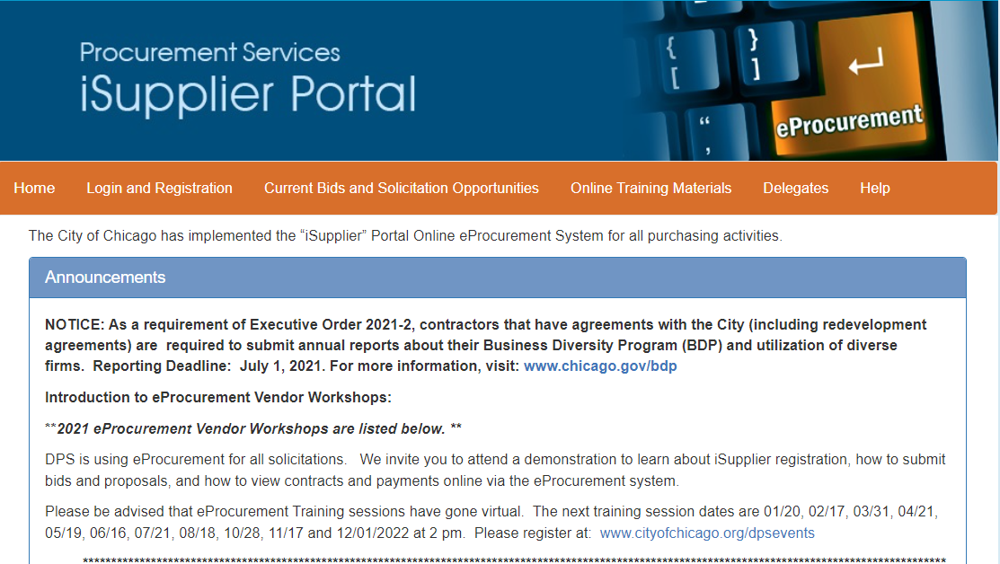 Procurement Services
iSupplier Portal
{
[
}
]
“
,
eProcurement
Home Login and Registration Current Bids and Solicitation Opportunities Online Training Materials Delegates Help
The City of Chicago has implemented the “iSupplier” Portal Online eProcurement System for all purchasing activities.
Announcements
NOTICE: As a requirement of Executive Order 2021-2, contractors that have agreements with the City (including redevelopment
agreements) are  required to submit annual reports about their Business Diversity Program (BDP) and utilization of diverse
firms.  Reporting Deadline:  July 1, 2021. For more information, visit: www.chicago.gov/bdp
Introduction to eProcurement Vendor Workshops:
**2021 eProcurement Vendor Workshops are listed below. **
DPS is using eProcurement for all solicitations.   We invite you to attend a demonstration to learn about iSupplier registration, how to submit
bids and proposals, and how to view contracts and payments online via the eProcurement system.
Please be advised that eProcurement Training sessions have gone virtual.  The next training session dates are 01/20, 02/17, 03/31, 04/21,
05/19, 06/16, 07/21, 08/18, 10/28, 11/17 and 12/01/2022 at 2 pm.  Please register at:  www.cityofchicago.org/dpsevents